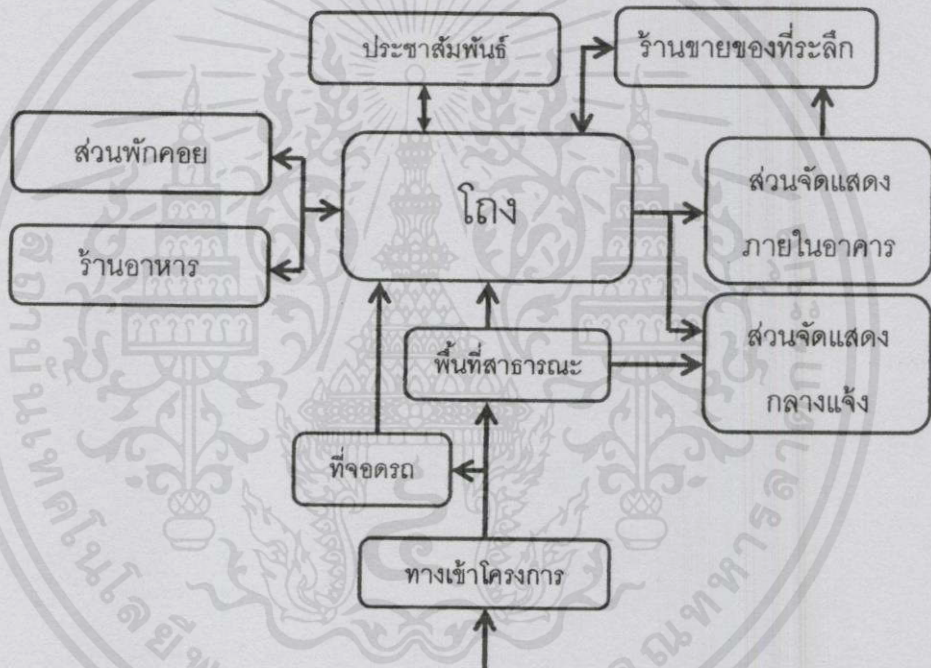 ประชาสัมพันธ์
ร้านขายของที่ระลึก
ส่วนพักคอย
โถง
ส่วนจัดแสดง
ภายในอาคาร
ร้านอาหาร
พื้นที่สาธารณะ
ส่วนจัดแสดง
กลางแจ้ง
ที่จอดรถ
ทางเข้าโครงการ